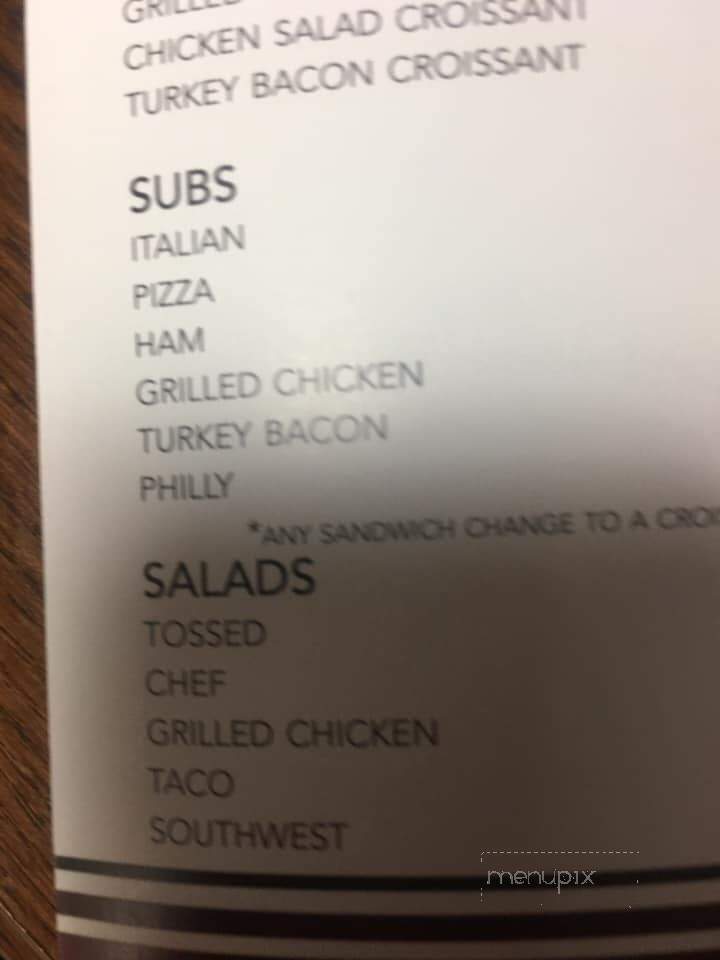 GRILLED
CHICKEN SALAD CROISSANT
TURKEY BACON CROISSANT
SUBS
ITALIAN
PIZZA
HAM
GRILLED CHICKEN
TURKEY BACON
PHILLY
*ANY SANDWICH CHANGE TO A
SALADS
TOSSED
CHEF
GRILLED CHICKEN
TACO
SOUTHWEST
menupix